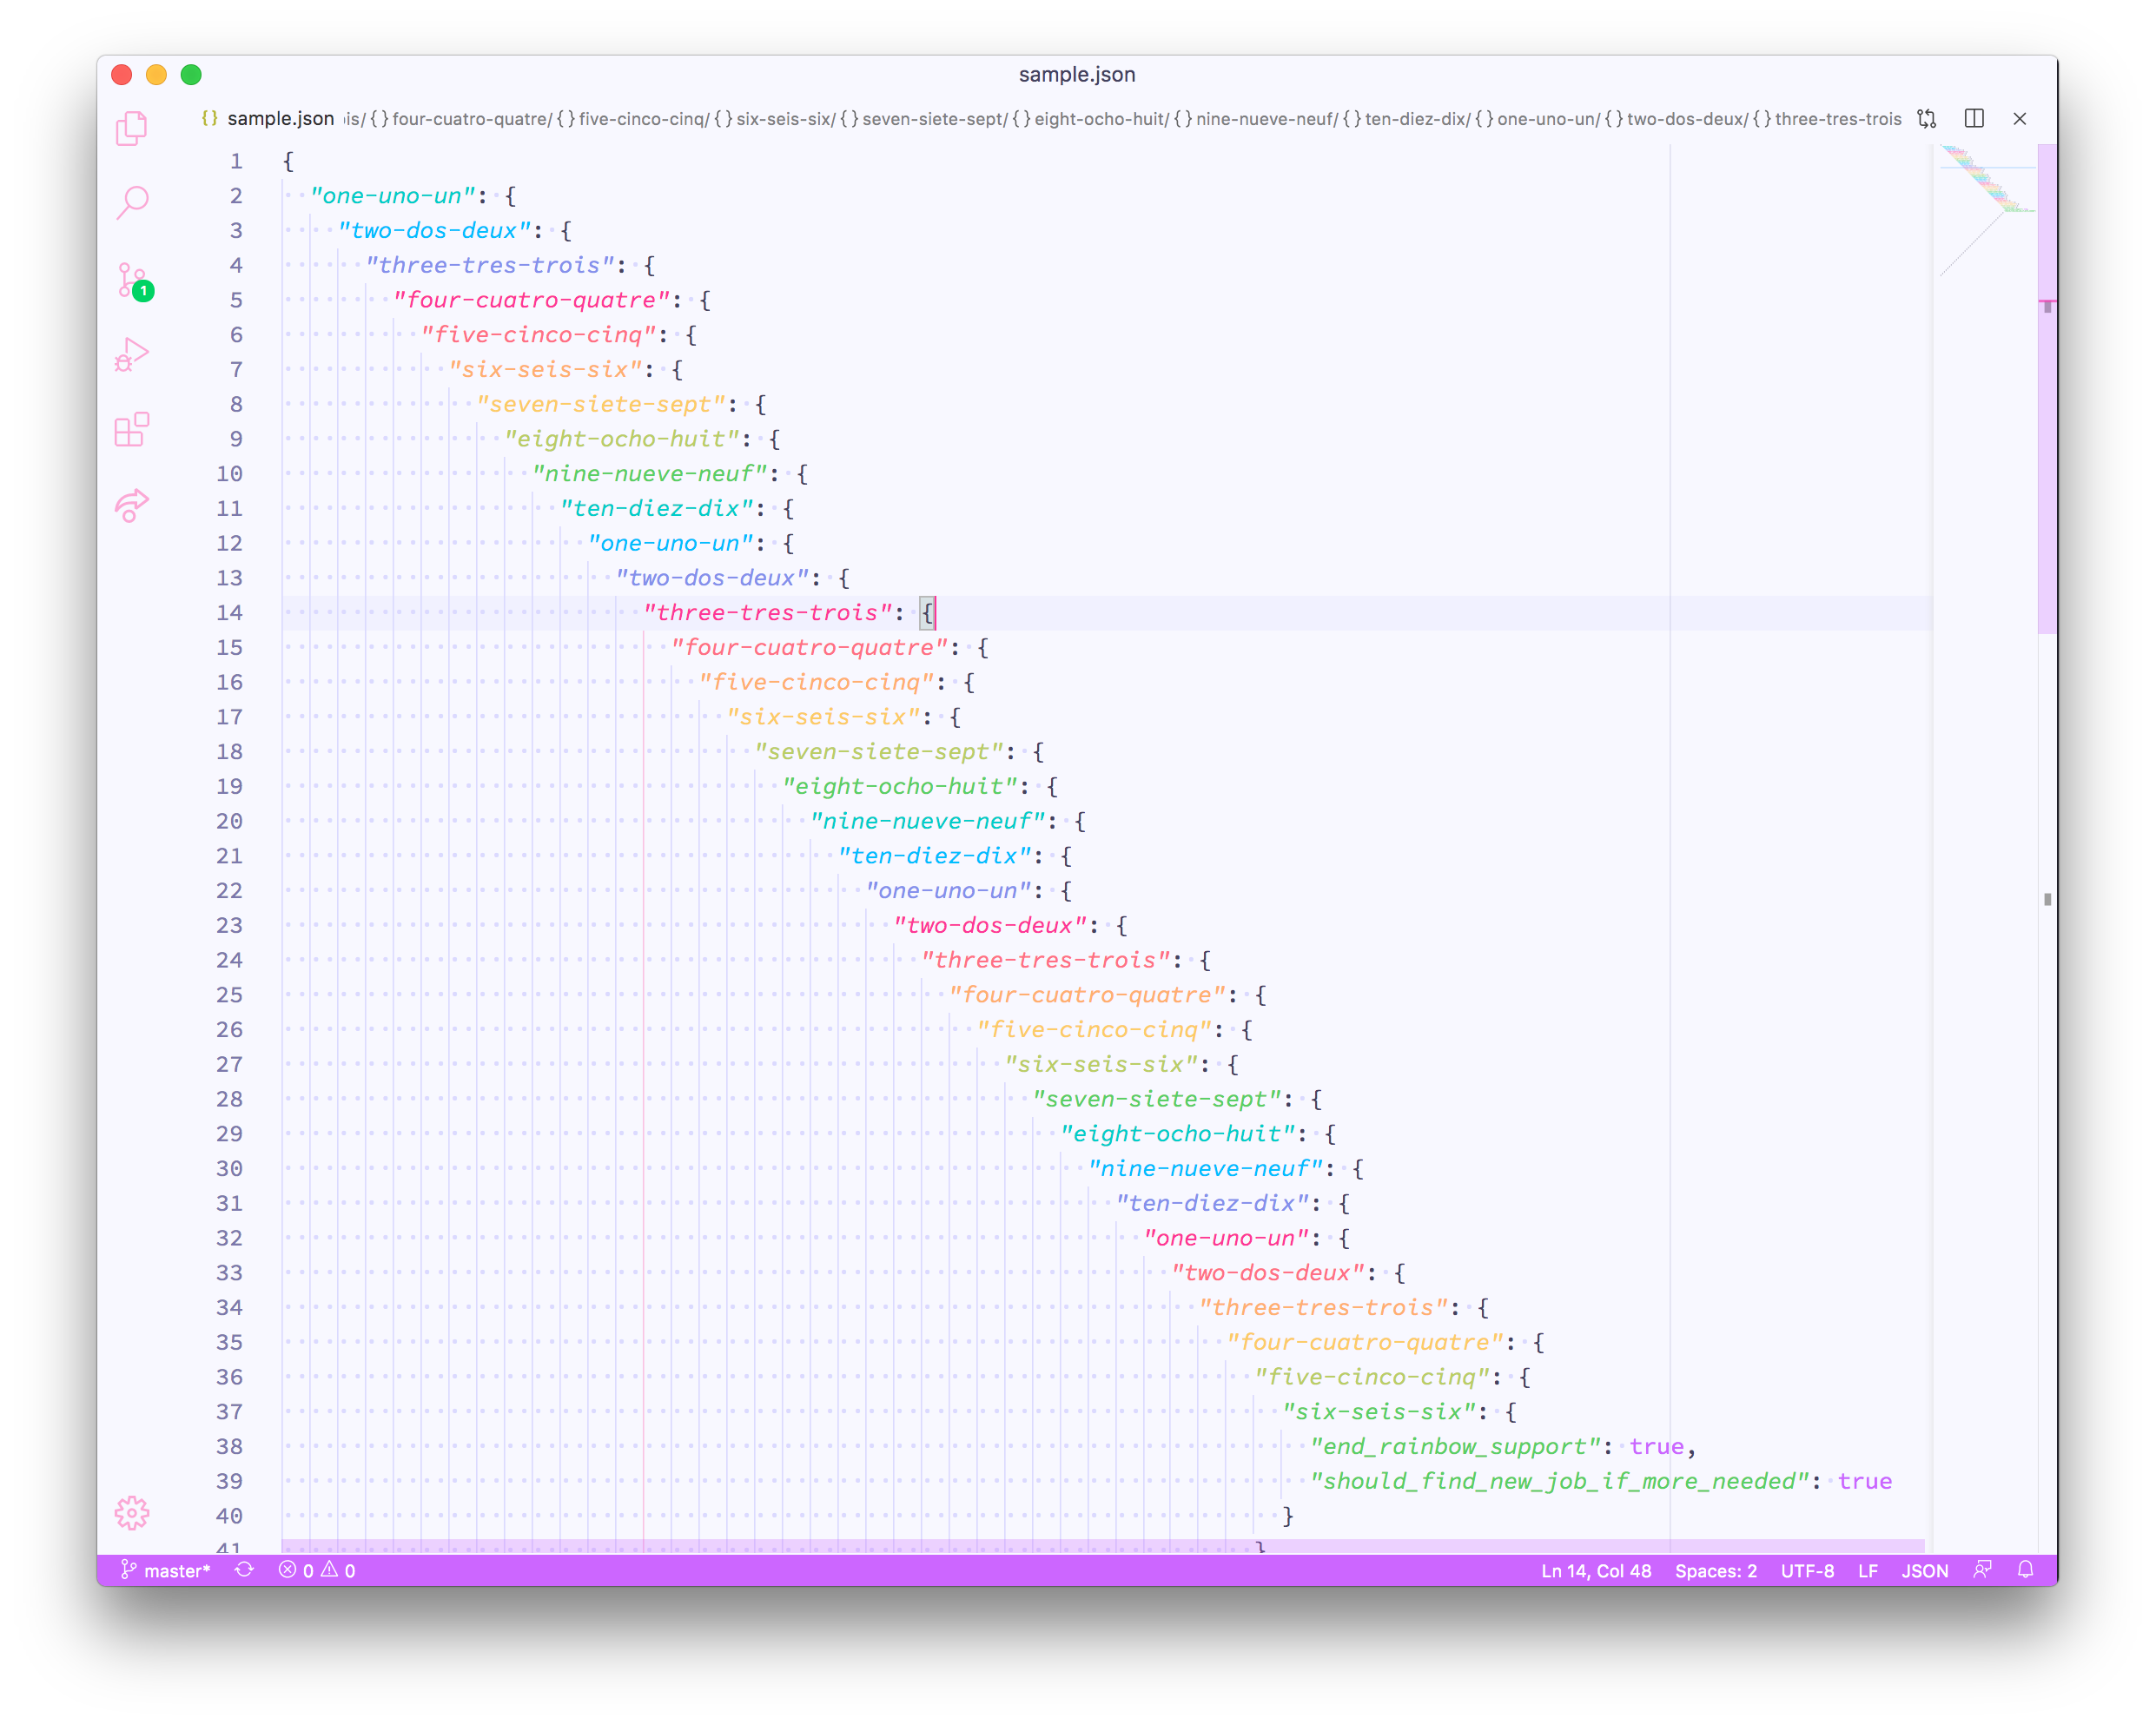 sample.json
{} sample.json is/{}four-cuatro-quatre/{}five-cinco-cinq/{}six-seis-six/{}seven-siete-sept/{}eight-ocho-huit/{}nine-nueve-neuf/{}ten-diez-dix/{}one-uno-un/{}two-dos-deux/{}three-tres-trois
1 {
2 "one-uno-un": {
3 "two-dos-deux": {
4 "three-tres-trois": {
5 "four-cuatro-quatre": {
6 "five-cinco-cinq": {
7 "six-seis-six": {
8 "seven-siete-sept": {
9 "eight-ocho-huit": {
10 "nine-nueve-neuf": {
11 "ten-diez-dix": {
12 "one-uno-un": {
13 "two-dos-deux": {
14 "three-tres-trois": {
15 "four-cuatro-quatre": {
16 "five-cinco-cinq": {
17 "six-seis-six": {
18 "seven-siete-sept": {
19 "eight-ocho-huit": {
20 "nine-nueve-neuf": {
21 "ten-diez-dix": {
22 "one-uno-un": {
23 "two-dos-deux": {
24 "three-tres-trois": {
25 "four-cuatro-quatre": {
26 "five-cinco-cinq": {
27 "six-seis-six": {
28 "seven-siete-sept": {
29 "eight-ocho-huit": {
30 "nine-nueve-neuf": {
31 "ten-diez-dix": {
32 "one-uno-un": {
33 "two-dos-deux": {
34 "three-tres-trois": {
35 "four-cuatro-quatre": {
36 "five-cinco-cinq": {
37 "six-seis-six": {
38 "end_rainbow_support": true,
39 "should_find_new_job_if_more_needed": true
40 }
41 }
1
master* 0 0 Ln 14, Col 48 Spaces: 2 UTF-8 LF JSON